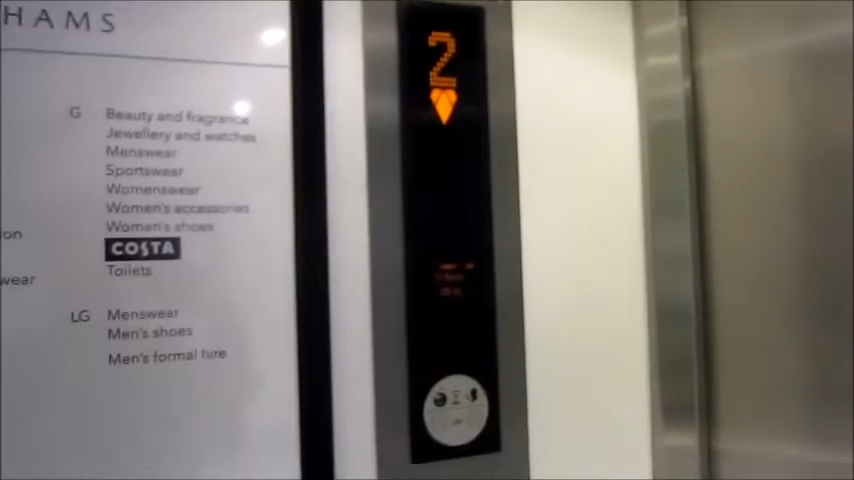 HAMS
G Beauty and fragrance
Jewellery and watches
Menswear
Sportswear
Womenswear
Women's accessories
Women's shoes
COSTA
Toilets
LG Menswear
Men's shoes
Men's formal hire
on
wear
2